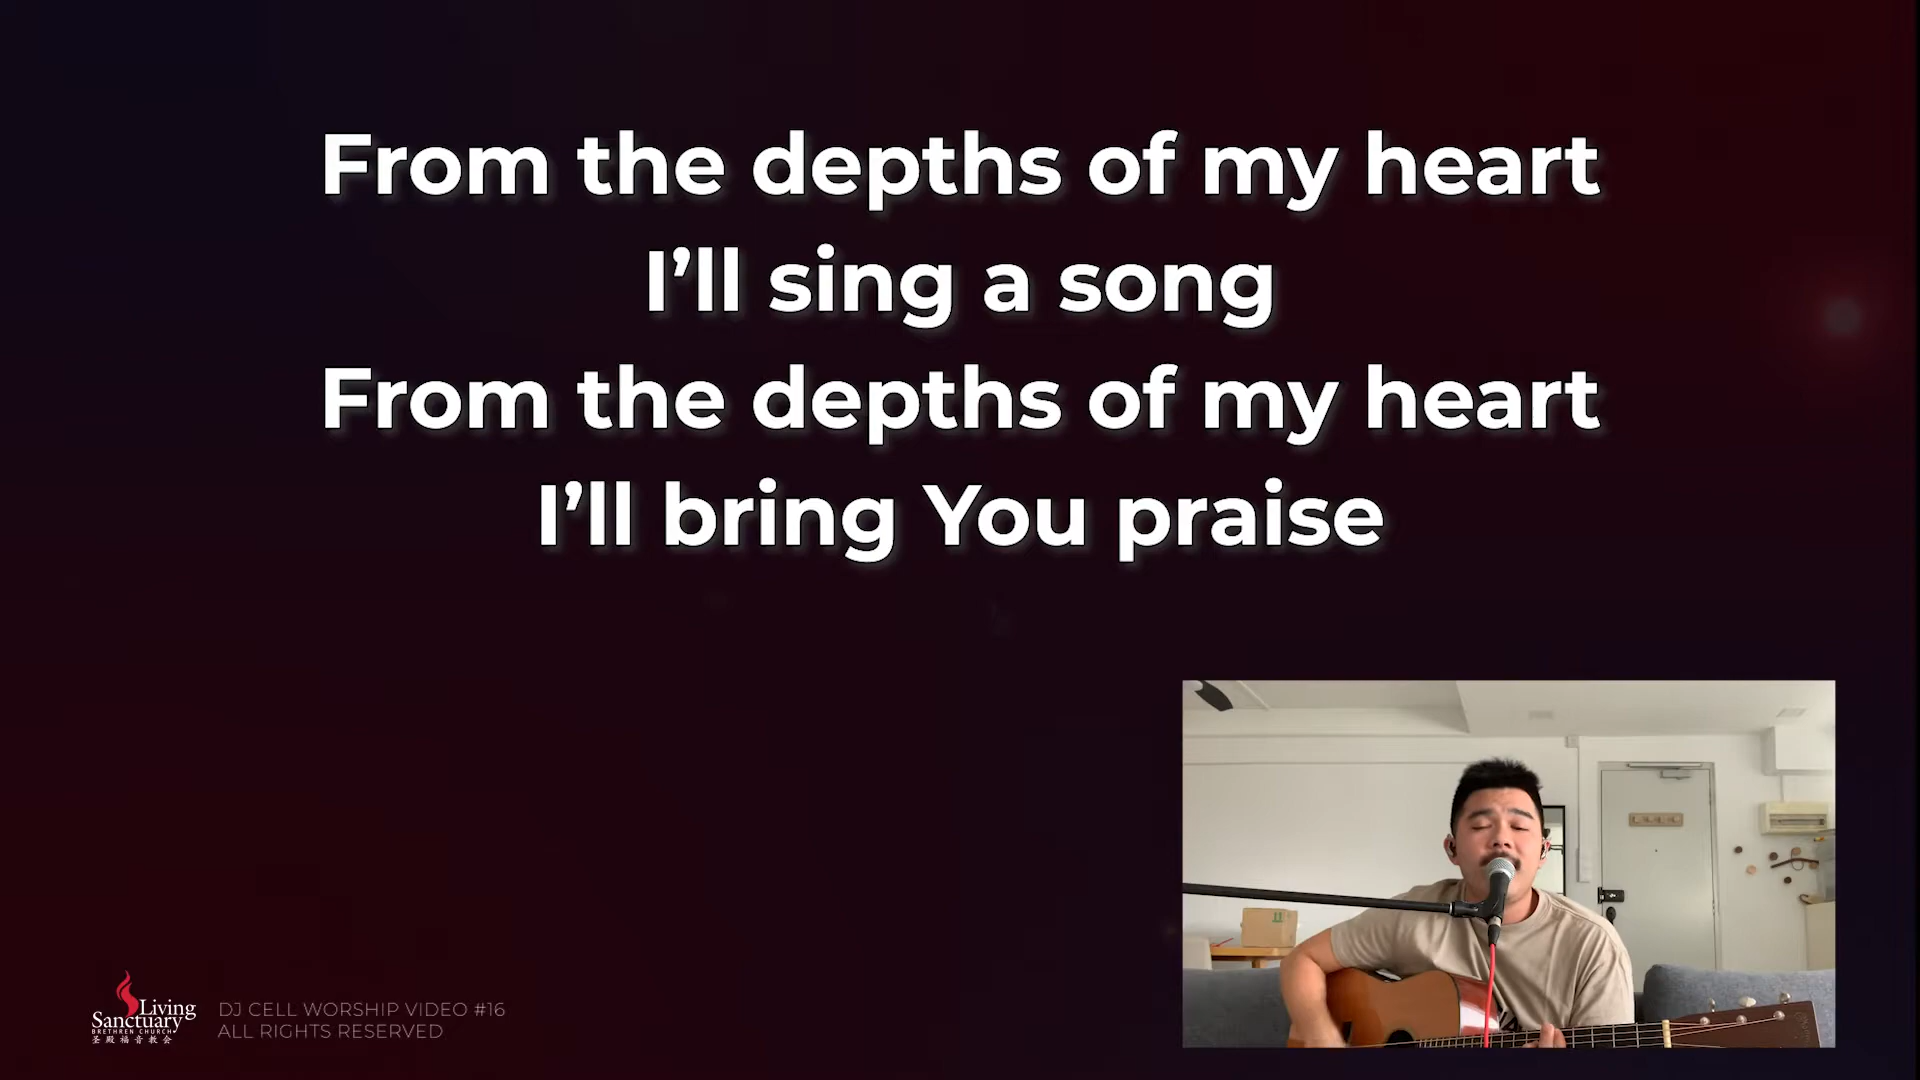 From the depths of my heart
I’ll sing a song
From the depths of my heart
I’ll bring You praise
Living
Sanctuary
BRETHREN CHURCH
圣殿福音教会
DJ CELL WORSHIP VIDEO #16
ALL RIGHTS RESERVED